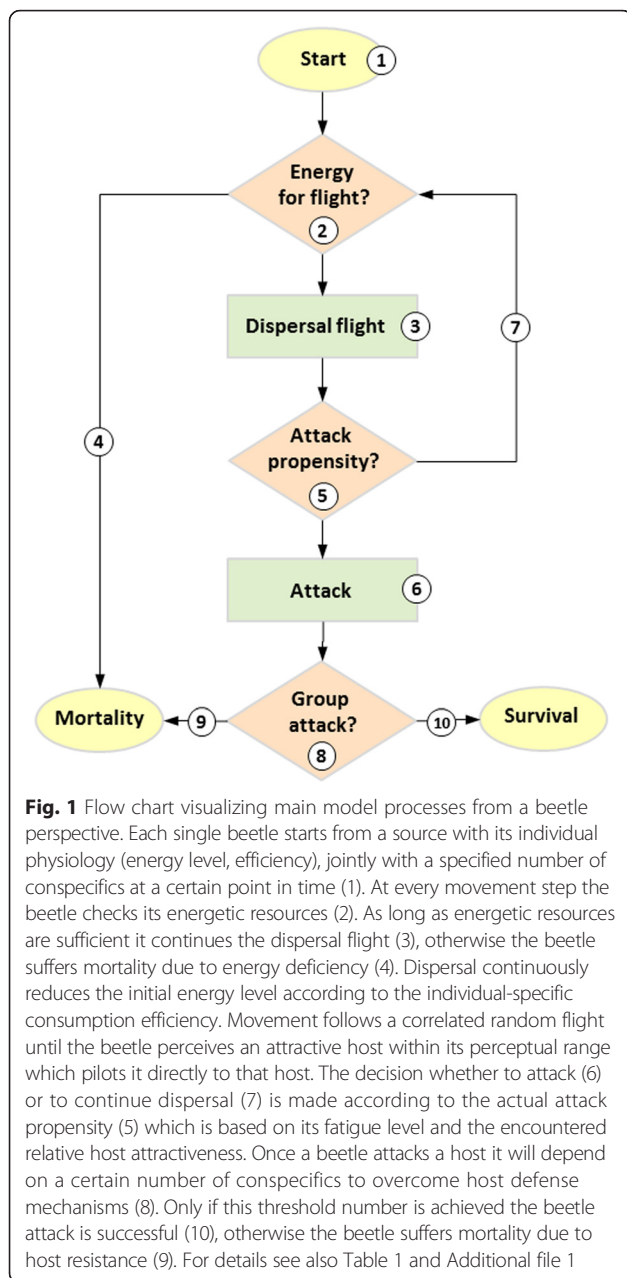 Start
1
Energy
for flight?
2
Dispersal flight
3
7
4
Attack
propensity?
5
Attack
6
Mortality
9
Group
attack?
8
10
Survival
Fig. 1 Flow chart visualizing main model processes from a beetle
perspective. Each single beetle starts from a source with its individual
physiology (energy level, efficiency), jointly with a specified number of
conspecifics at a certain point in time (1). At every movement step the
beetle checks its energetic resources (2). As long as energetic resources
are sufficient it continues the dispersal flight (3), otherwise the beetle
suffers mortality due to energy deficiency (4). Dispersal continuously
reduces the initial energy level according to the individual-specific
consumption efficiency. Movement follows a correlated random flight
until the beetle perceives an attractive host within its perceptual range
which pilots it directly to that host. The decision whether to attack (6)
or to continue dispersal (7) is made according to the actual attack
propensity (5) which is based on its fatigue level and the encountered
relative host attractiveness. Once a beetle attacks a host it will depend
on a certain number of conspecifics to overcome host defense
mechanisms (8). Only if this threshold number is achieved the beetle
attack is successful (10), otherwise the beetle suffers mortality due to
host resistance (9). For details see also Table 1 and Additional file 1